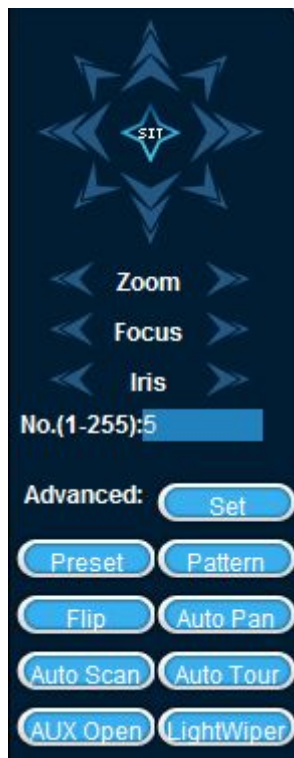 SIT
Zoom
Focus
Iris
No.(1-255):5
Advanced: Set
Preset Pattern
Flip Auto Pan
Auto Scan Auto Tour
AUX Open LightWiper